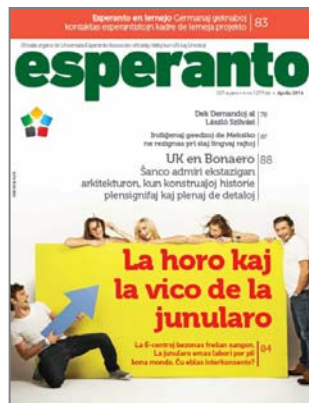 Esperanto en lernejo Germanaj geknaboj
kontaktas esperantistojn kadre de lerneja projekto
83
esperanto
Aprilo 2014
Dek Demandoj al 78
László Szilvási
Indiĝenaj geedzoj de Meksiko 87
ne rezignas pri siaj lingvaj rajtoj
UK en Bonaero 88
Ŝanco admiri ekstazigan
arkitekturon, kun konstruaĵoj historie
plensignifaj kaj plenaj de detaloj
La horo kaj
la vico de la
junularo
La E-centroj bezonas freŝan sangon.
La junularo emas labori por pli
bona mondo. Ĉu eblas interkonsento?
84